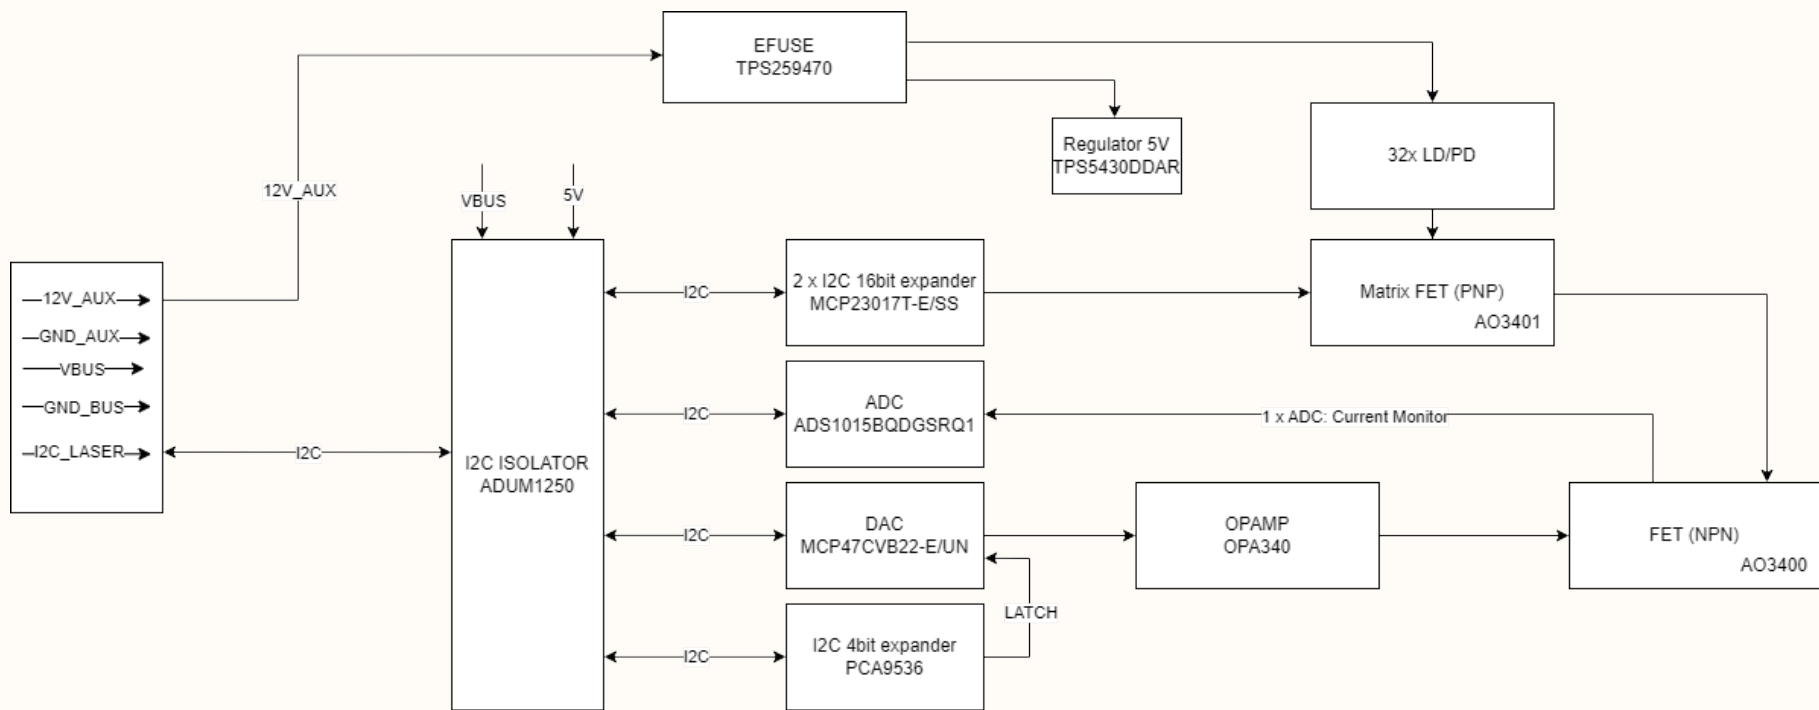 EFUSE
TPS259470
Regulator 5V
TPS5430DDAR
32x LD/PD
12V_AUX
VBUS
5V
12V_AUX
GND_AUX
VBUS
GND_BUS
I2C_LASER
I2C
I2C ISOLATOR
ADUM1250
I2C
2 x I2C 16bit expander
MCP23017T-E/SS
Matrix FET (PNP)
AO3401
I2C
ADC
ADS1015BQDGSRQ1
1 x ADC: Current Monitor
I2C
DAC
MCP47CVB22-E/UN
OPAMP
OPA340
FET (NPN)
AO3400
LATCH
I2C
I2C 4bit expander
PCA9536